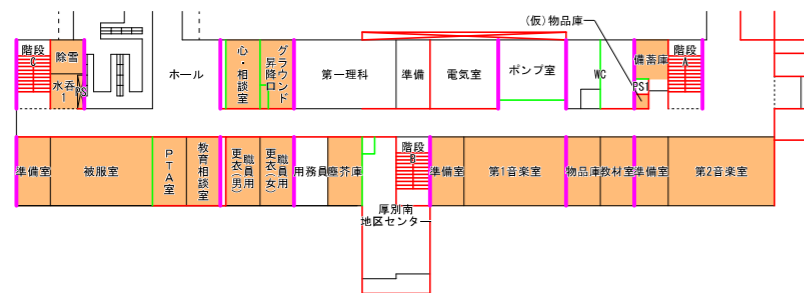 (仮)物品庫
階段
C
除雪
水呑
1
PS
ホール
心・相談室
グラウンド
昇降口
第一理科
準備
電気室
ポンプ室
WC
備蓄庫
PS1
階段
A
準備室
被服室
PTA室
教育相談室
職員用
更衣(男)
職員用
更衣(女)
用務員
塵芥庫
階段
B
厚別南
地区センター
準備室
第1音楽室
物品庫
教材室
準備室
第2音楽室